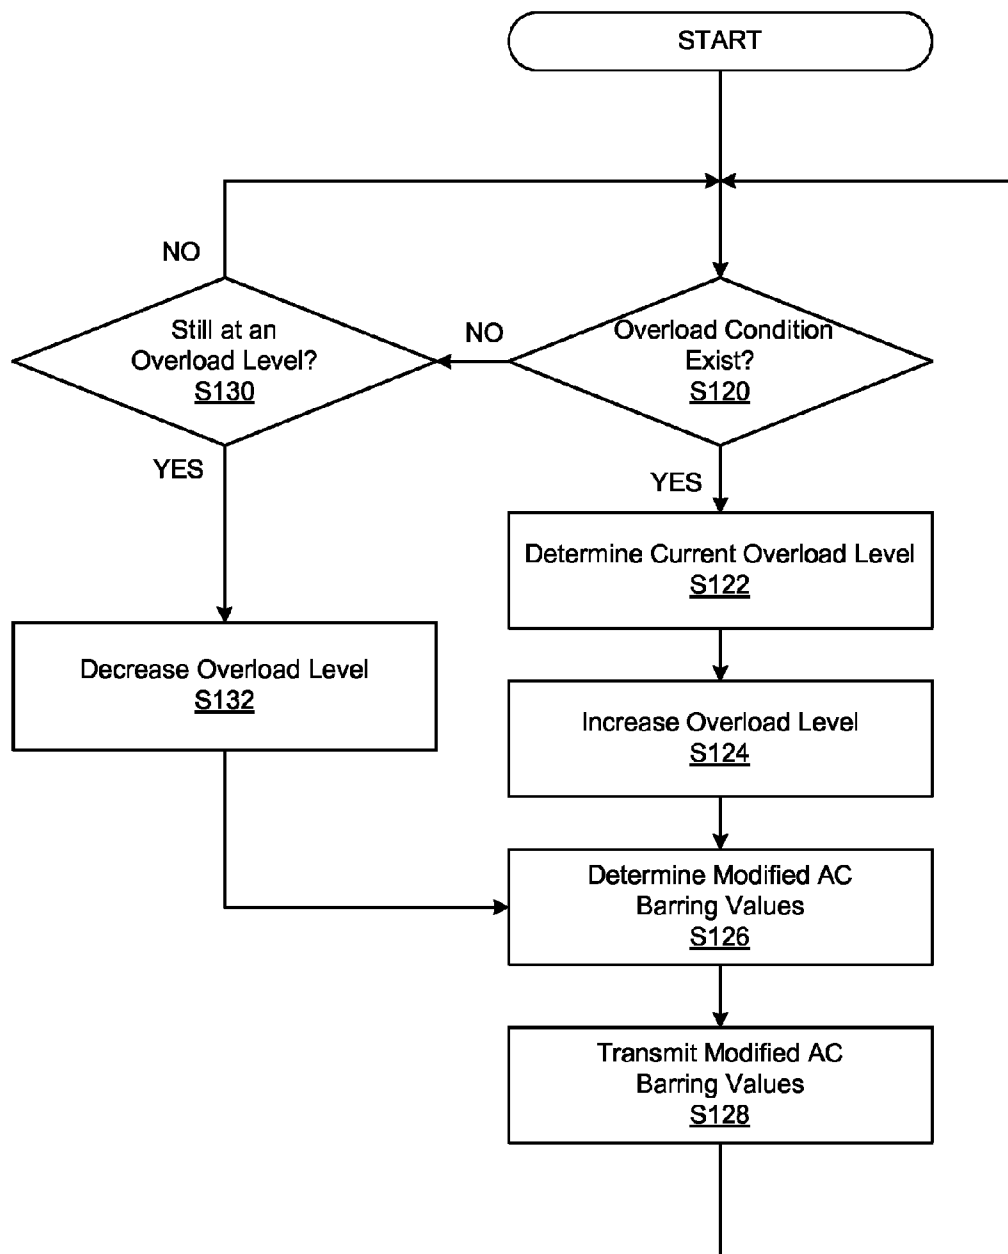 START
NO
Still at an
Overload Level?
S130
NO
Overload Condition
Exist?
S120
YES
YES
Determine Current Overload Level
S122
Decrease Overload Level
S132
Increase Overload Level
S124
Determine Modified AC
Barring Values
S126
Transmit Modified AC
Barring Values
S128